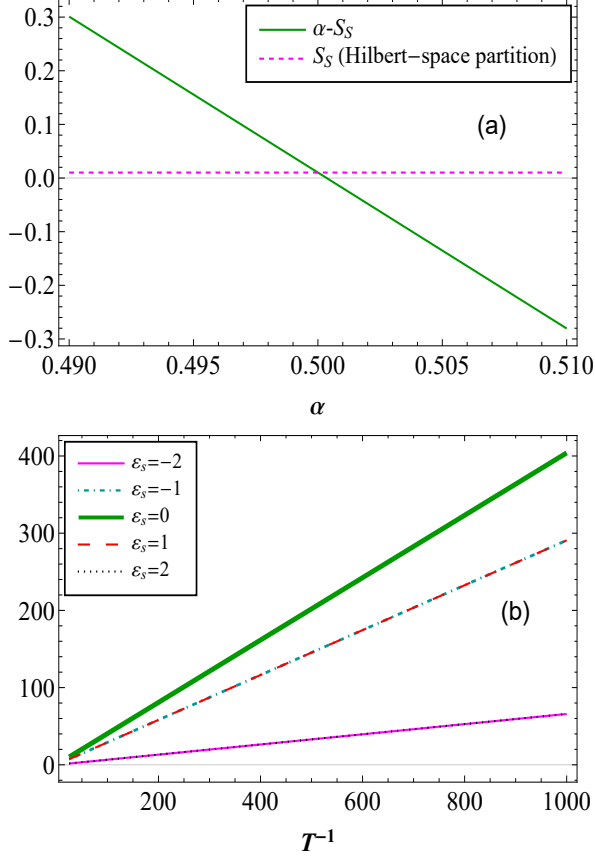 0.3
α-S_S
S_S (Hilbert−space partition)
0.2
0.1
(a)
0.0
−0.1
−0.2
−0.3
0.490 0.495 0.500 0.505 0.510
α
400
ε_s=−2
ε_s=−1
ε_s=0
ε_s=1
ε_s=2
300
200
(b)
100
0
200 400 600 800 1000
T⁻¹